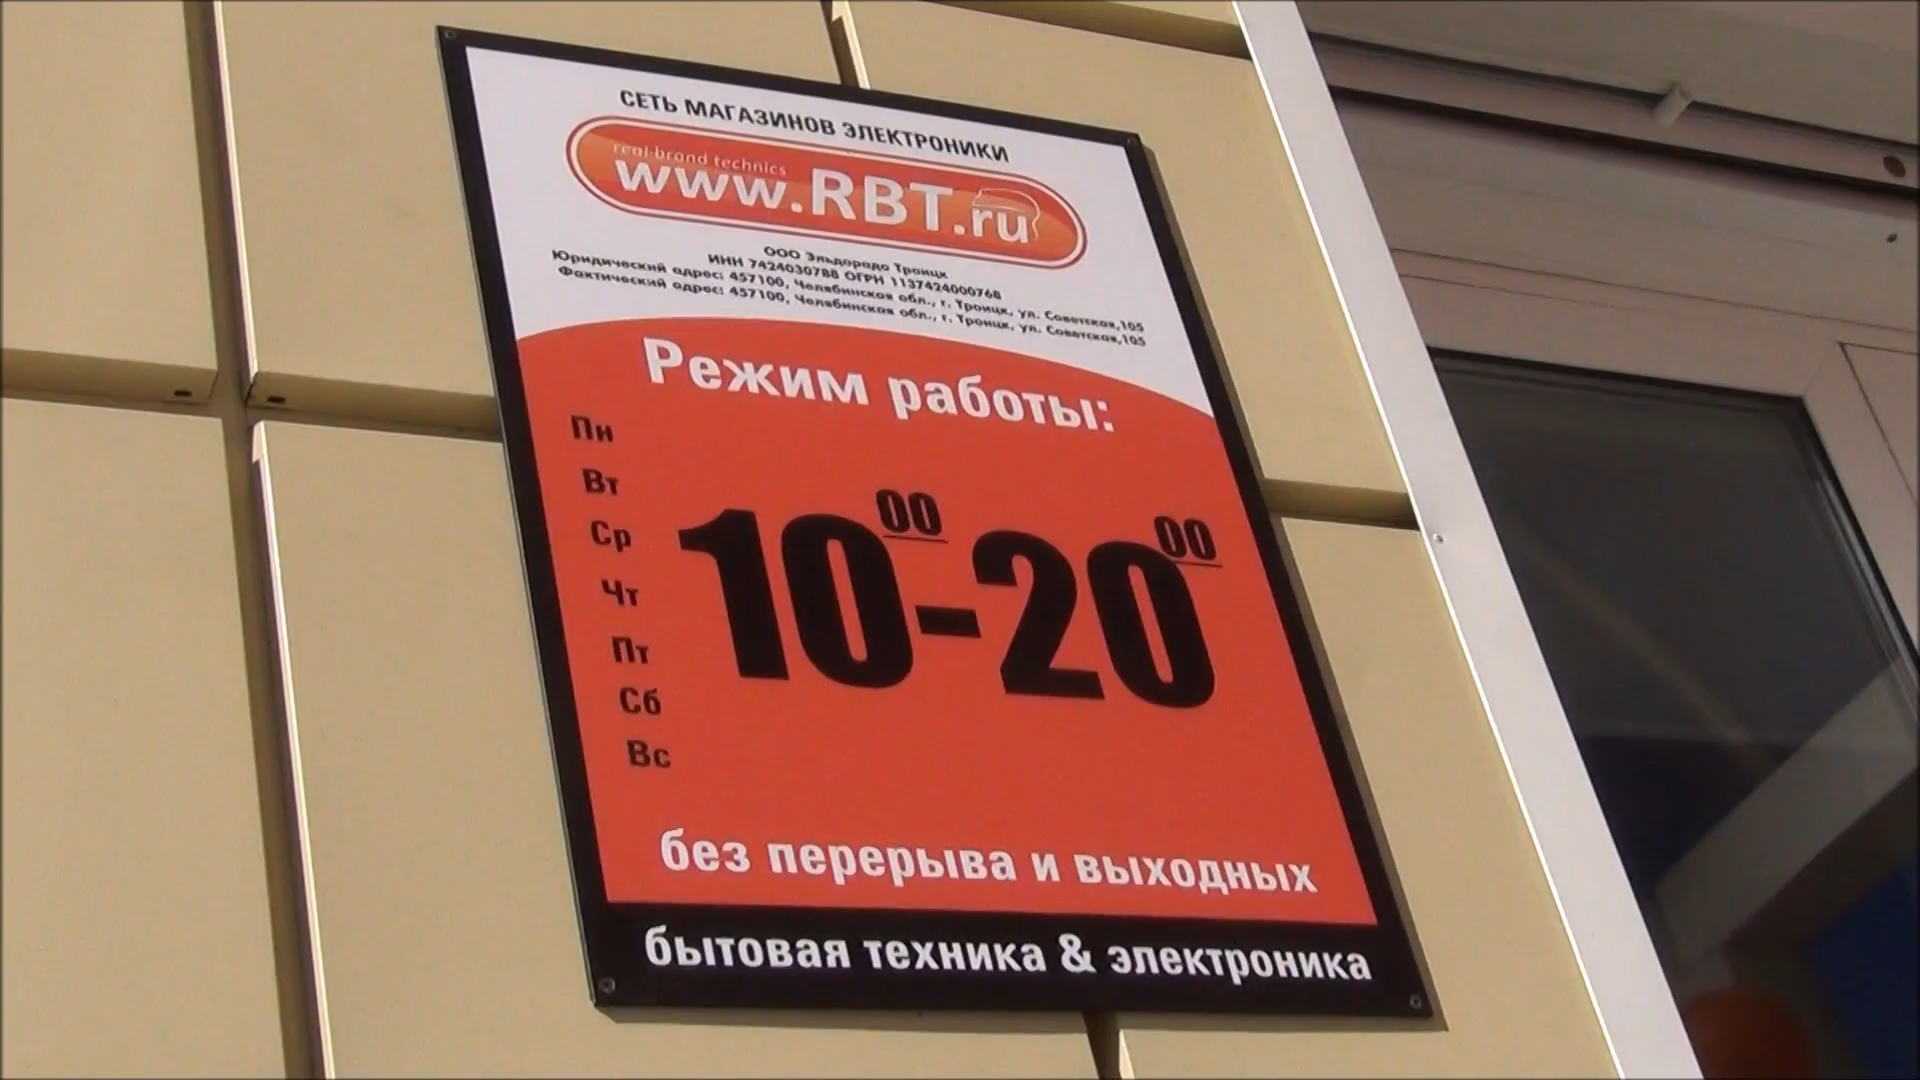 СЕТЬ МАГАЗИНОВ ЭЛЕКТРОНИКИ
real brand technics
www.RBT.ru
ООО Эльдорадо Троицк
ИНН 7424030788 ОГРН 1137424000768
Юридический адрес: 457100, Челябинская обл., г. Троицк, ул. Советская,105
Фактический адрес: 457100, Челябинская обл., г. Троицк, ул. Советская,105
Режим работы:
Пн
Вт
Ср
Чт
Пт
Сб
Вс
10 00 - 20 00
без перерыва и выходных
бытовая техника & электроника